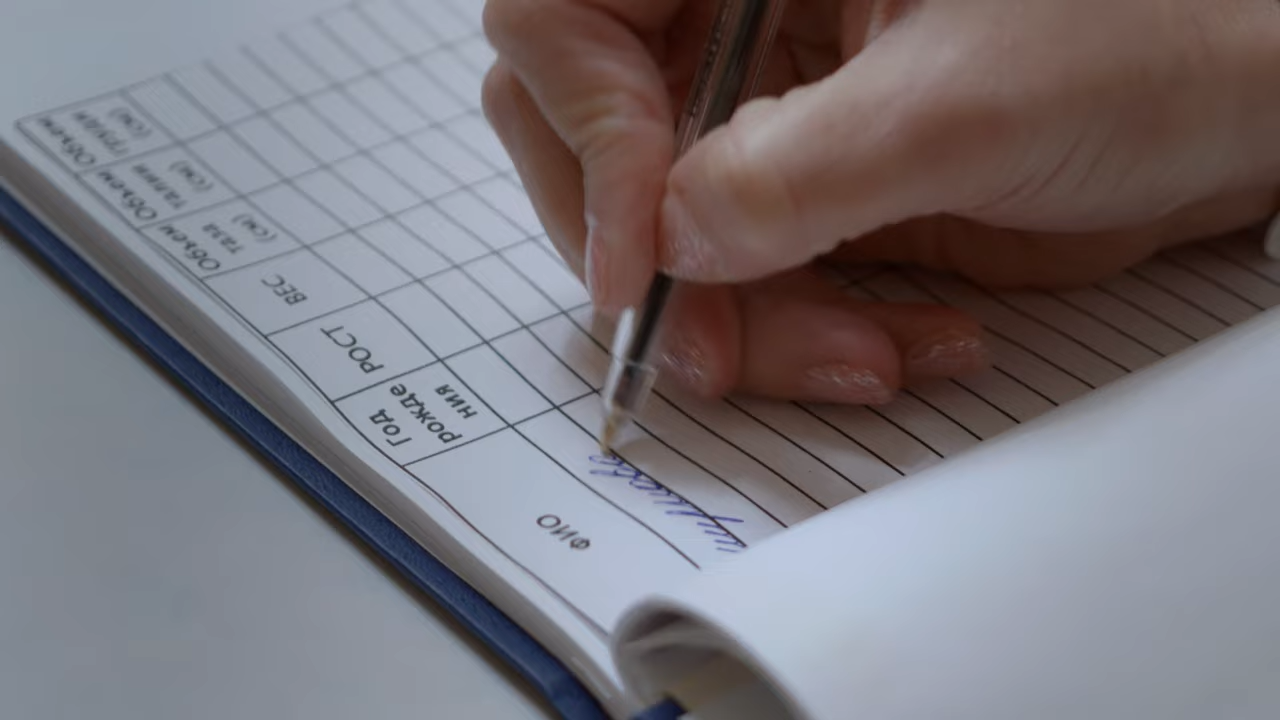 ФИО
Год
рожде
ния
РОСТ
ВЕС
Объем
таза
(см)
Объем
талии
(см)
Объем
груди
(см)